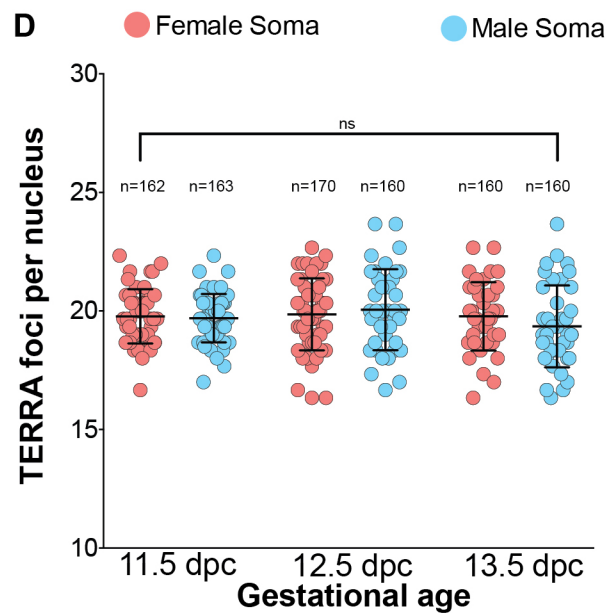 D
Female Soma
Male Soma
TERRA foci per nucleus
30
25
20
15
10
ns
n=162
n=163
n=170
n=160
n=160
n=160
11.5 dpc
12.5 dpc
13.5 dpc
Gestational age